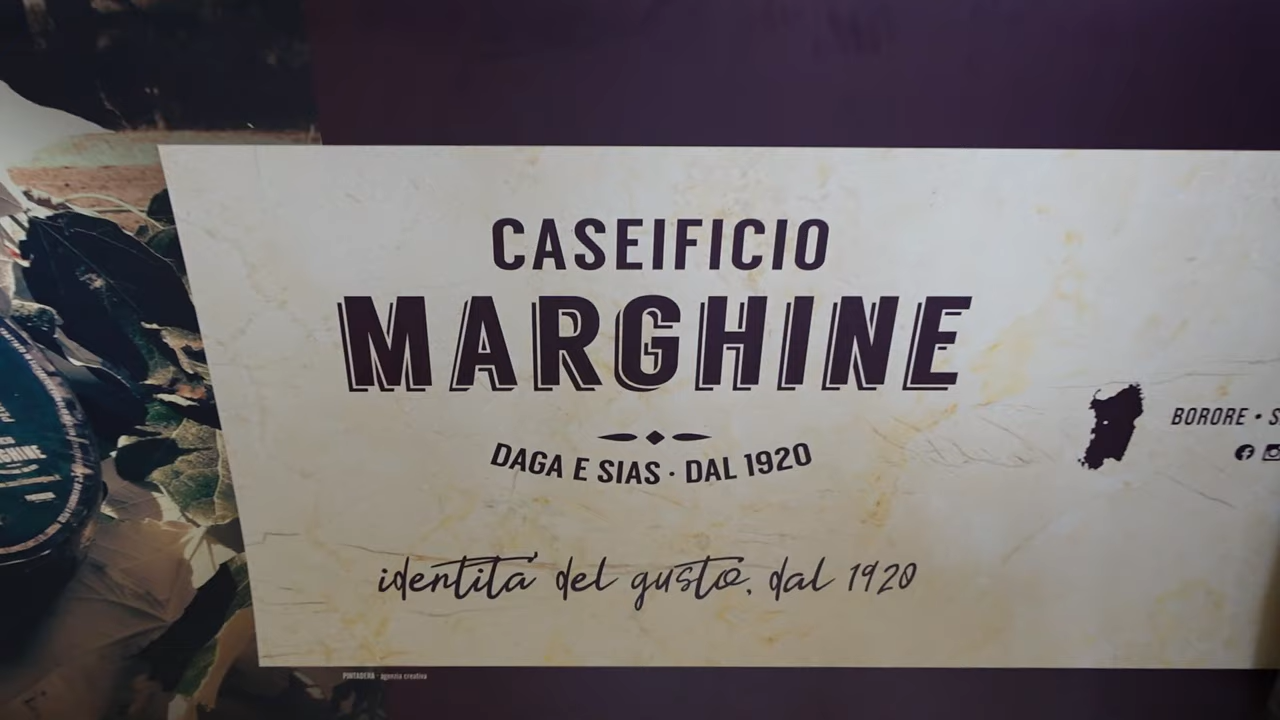 CASEIFICIO
MARGHINE
DAGA E SIAS · DAL 1920
identità del gusto, dal 1920
BORORE • S
PINTADERA - agenzia creativa